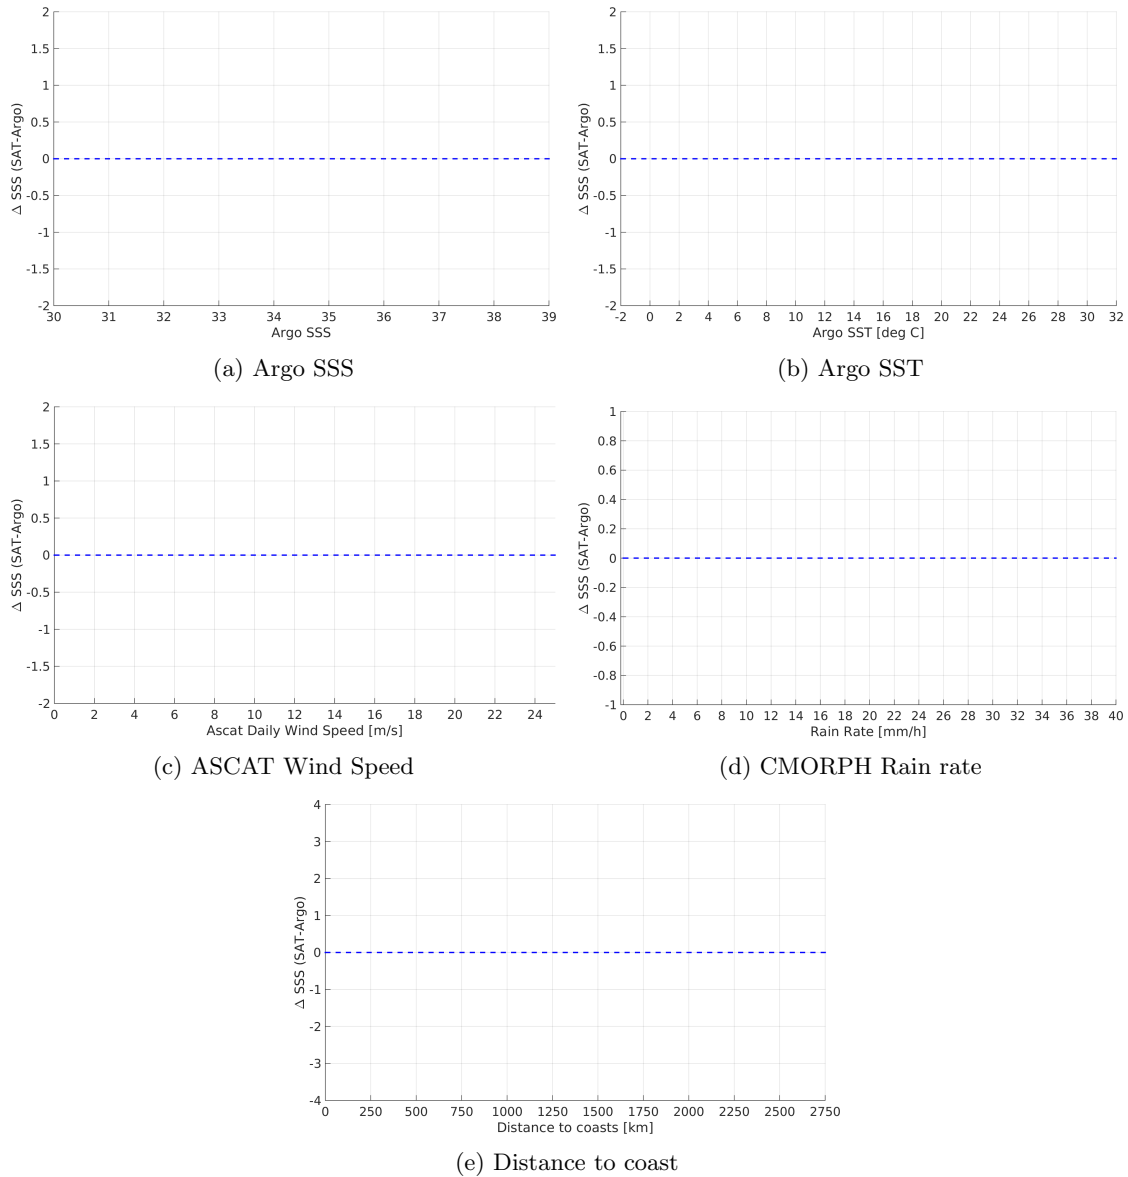 2
1.5
1
0.5
0
-0.5
-1
-1.5
-2
Δ SSS (SAT-Argo)
30 31 32 33 34 35 36 37 38 39
Argo SSS
(a) Argo SSS
2
1.5
1
0.5
0
-0.5
-1
-1.5
-2
Δ SSS (SAT-Argo)
-2 0 2 4 6 8 10 12 14 16 18 20 22 24 26 28 30 32
Argo SST [deg C]
(b) Argo SST
2
1.5
1
0.5
0
-0.5
-1
-1.5
-2
Δ SSS (SAT-Argo)
0 2 4 6 8 10 12 14 16 18 20 22 24
Ascat Daily Wind Speed [m/s]
(c) ASCAT Wind Speed
1
0.8
0.6
0.4
0.2
0
-0.2
-0.4
-0.6
-0.8
-1
Δ SSS (SAT-Argo)
0 2 4 6 8 10 12 14 16 18 20 22 24 26 28 30 32 34 36 38 40
Rain Rate [mm/h]
(d) CMORPH Rain rate
4
3
2
1
0
-1
-2
-3
-4
Δ SSS (SAT-Argo)
0 250 500 750 1000 1250 1500 1750 2000 2250 2500 2750
Distance to coasts [km]
(e) Distance to coast